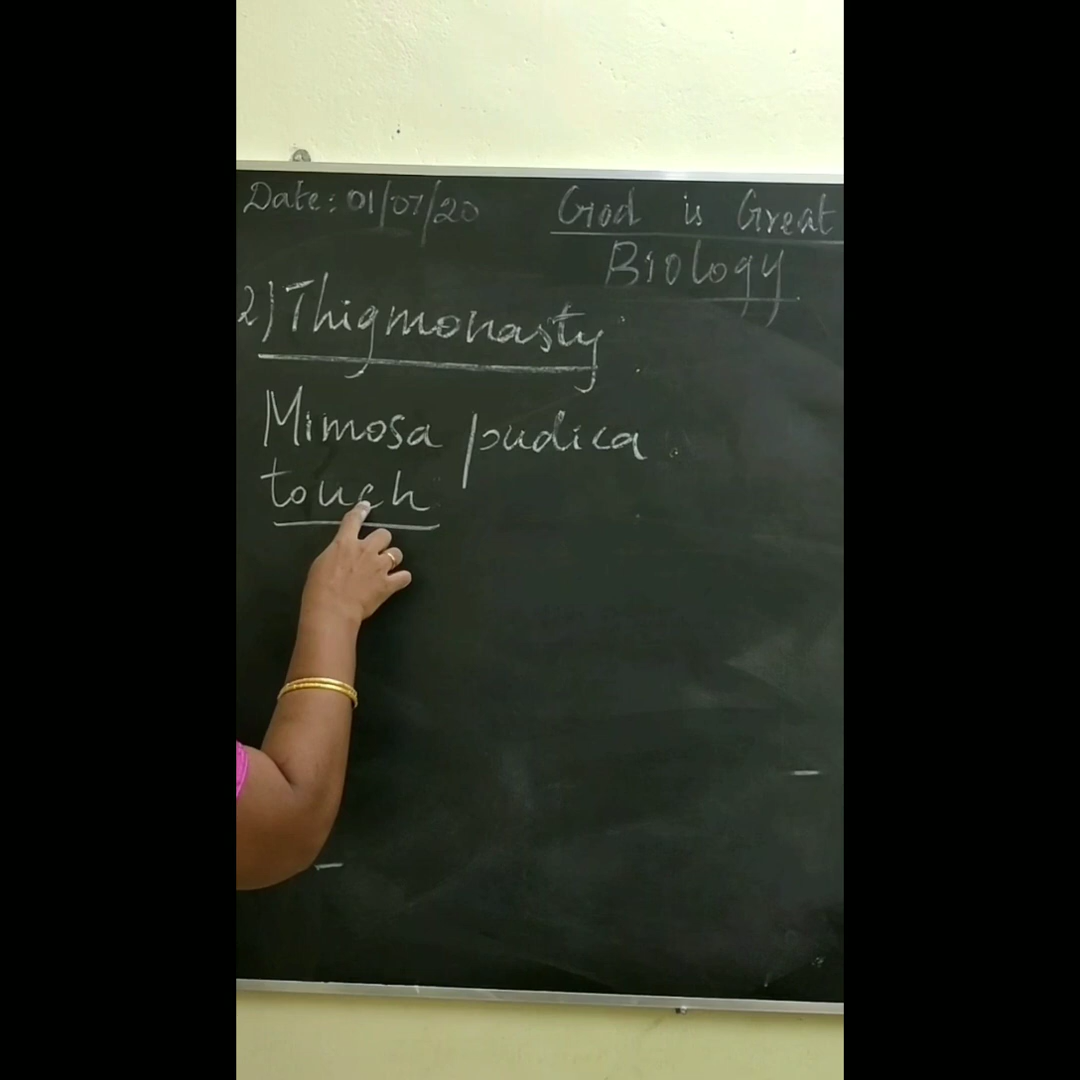 Date: 01/07/20
God is Great
Biology
2) Thigmonasty
Mimosa pudica
touch